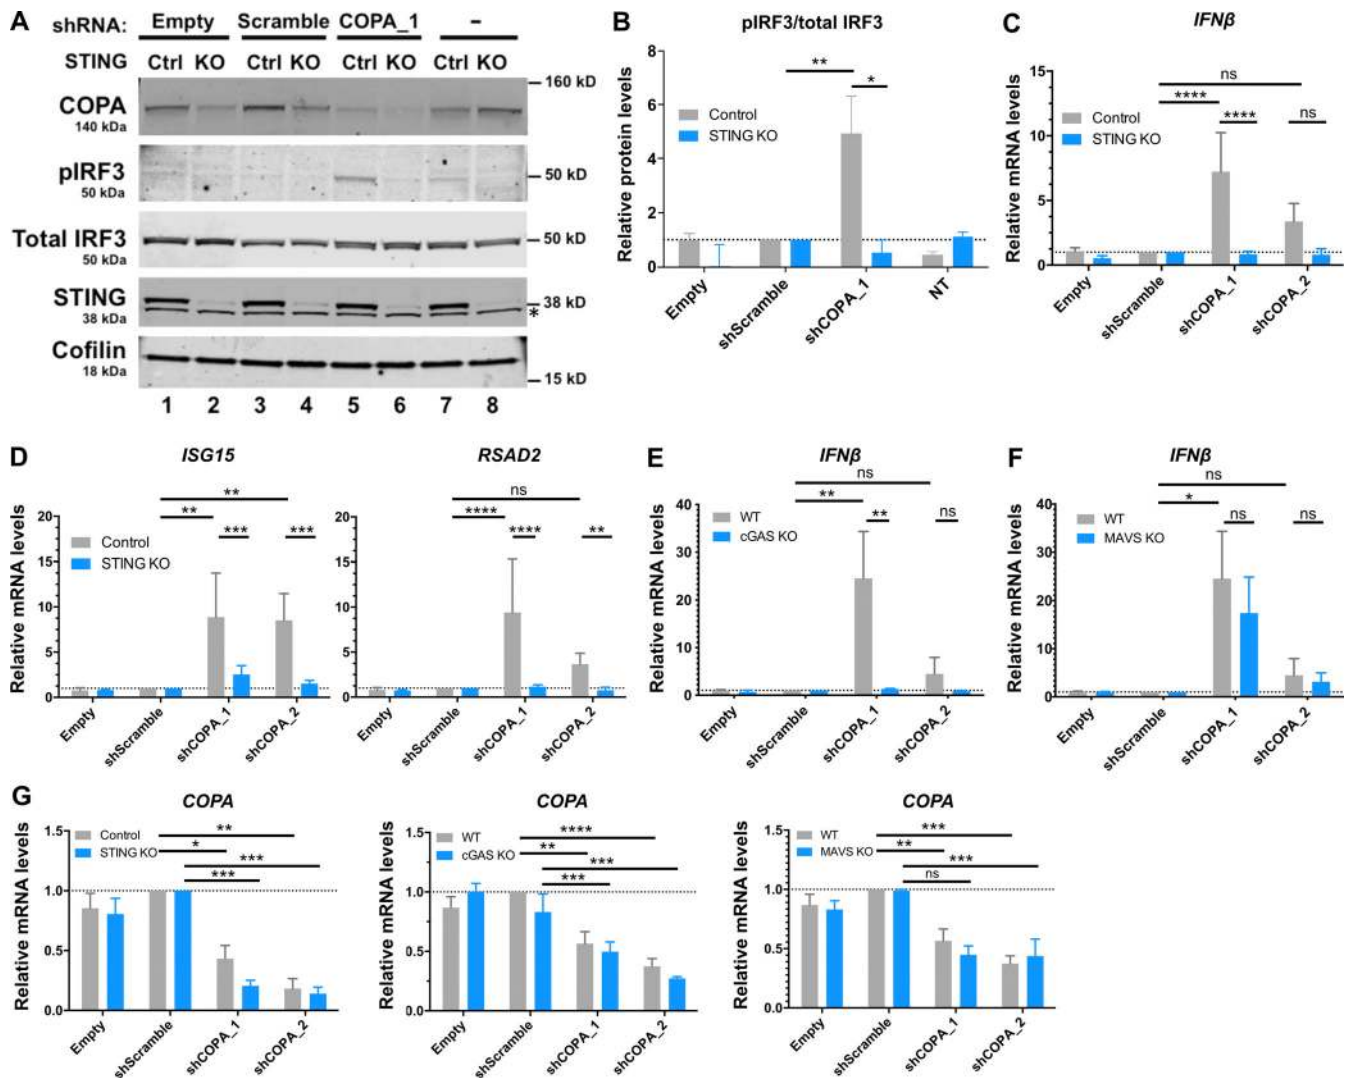 A
shRNA: Empty Scramble COPA_1 –
STING Ctrl KO Ctrl KO Ctrl KO Ctrl KO
160 kD
COPA
140 kDa
pIRF3
50 kDa
50 kD
Total IRF3
50 kDa
50 kD
STING
38 kDa
38 kD
*
Cofilin
18 kDa
15 kD
1 2 3 4 5 6 7 8
B
pIRF3/total IRF3
Relative protein levels
8
6
4
2
0
Control
STING KO
**
*
Empty
shScramble
shCOPA_1
NT
C
IFNβ
Relative mRNA levels
15
10
5
0
Control
STING KO
ns
****
****
ns
Empty
shScramble
shCOPA_1
shCOPA_2
D
ISG15
Relative mRNA levels
20
15
10
5
0
Control
STING KO
**
**
***
***
Empty
shScramble
shCOPA_1
shCOPA_2
RSAD2
20
15
10
5
0
ns
****
****
**
Empty
shScramble
shCOPA_1
shCOPA_2
E
IFNβ
Relative mRNA levels
40
30
20
10
0
WT
cGAS KO
ns
**
**
ns
Empty
shScramble
shCOPA_1
shCOPA_2
F
IFNβ
Relative mRNA levels
40
30
20
10
0
WT
MAVS KO
ns
*
ns
ns
Empty
shScramble
shCOPA_1
shCOPA_2
G
COPA
Relative mRNA levels
1.5
1.0
0.5
0.0
Control
STING KO
**
*
***
***
Empty
shScramble
shCOPA_1
shCOPA_2
COPA
Relative mRNA levels
1.5
1.0
0.5
0.0
WT
cGAS KO
****
**
***
***
Empty
shScramble
shCOPA_1
shCOPA_2
COPA
Relative mRNA levels
1.5
1.0
0.5
0.0
WT
MAVS KO
***
**
***
ns
Empty
shScramble
shCOPA_1
shCOPA_2